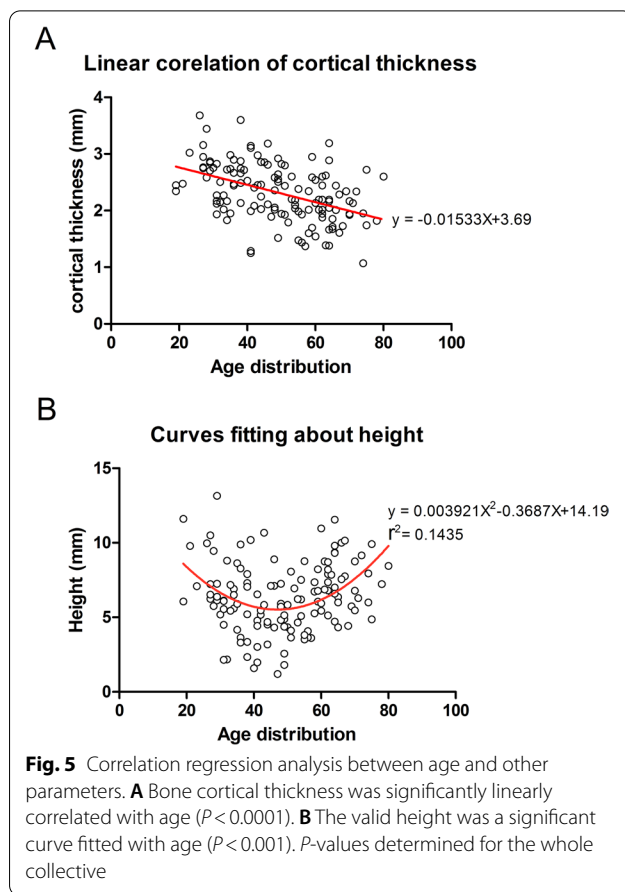 A
Linear corelation of cortical thickness
cortical thickness (mm)
4
3
2
1
0
y = -0.01533X+3.69
0 20 40 60 80 100
Age distribution
B
Curves fitting about height
Height (mm)
15
10
5
0
y = 0.003921X²-0.3687X+14.19
r²= 0.1435
0 20 40 60 80 100
Age distribution
Fig. 5 Correlation regression analysis between age and other
parameters. A Bone cortical thickness was significantly linearly
correlated with age (P < 0.0001). B The valid height was a significant
curve fitted with age (P < 0.001). P-values determined for the whole
collective